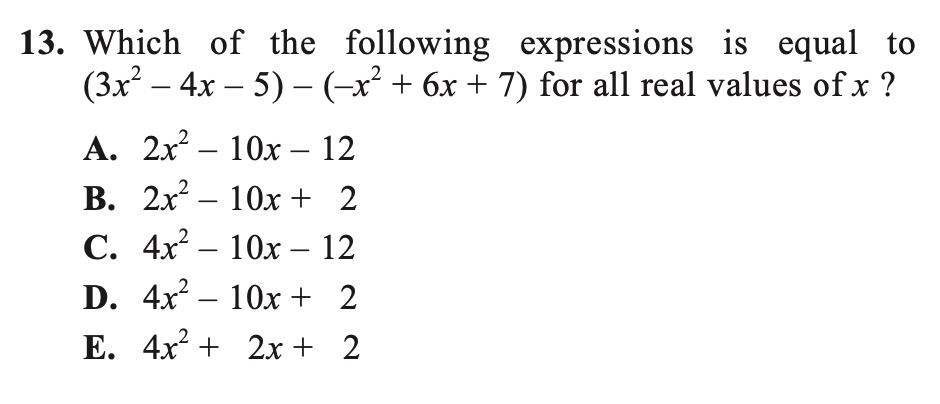 13. Which of the following expressions is equal to
(3x² – 4x – 5) – (–x² + 6x + 7) for all real values of x ?
A. 2x² – 10x – 12
B. 2x² – 10x + 2
C. 4x² – 10x – 12
D. 4x² – 10x + 2
E. 4x² + 2x + 2